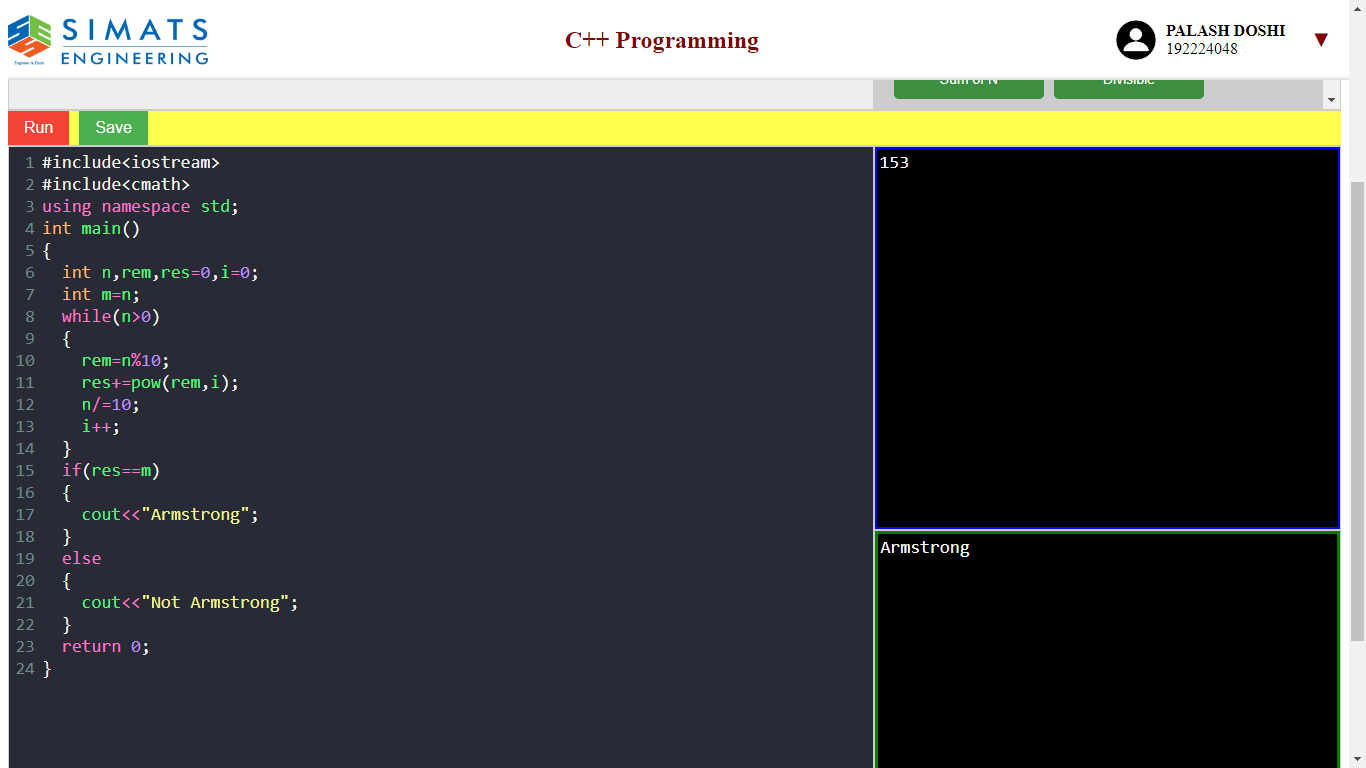 SIMATS
ENGINEERING
Engineer to Excel
C++ Programming
PALASH DOSHI
192224048
▼
Sum of N
Divisible
Run
Save
1 #include<iostream>
2 #include<cmath>
3 using namespace std;
4 int main()
5 {
6   int n,rem,res=0,i=0;
7   int m=n;
8   while(n>0)
9   {
10     rem=n%10;
11     res+=pow(rem,i);
12     n/=10;
13     i++;
14   }
15   if(res==m)
16   {
17     cout<<"Armstrong";
18   }
19   else
20   {
21     cout<<"Not Armstrong";
22   }
23   return 0;
24 }
153
Armstrong